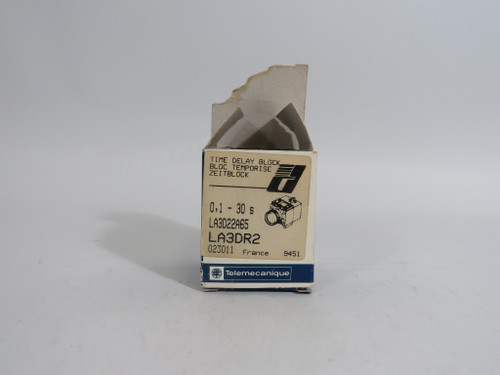 TIME DELAY BLOCK
BLOC TEMPORISE
ZEITBLOCK
0,1 - 30 s
LA3D22A65
LA3DR2
023011 France 9451
Telemecanique